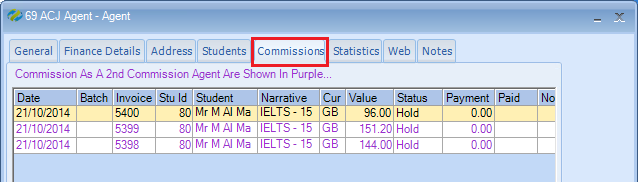 69 ACJ Agent - Agent
General Finance Details Address Students Commissions Statistics Web Notes
Commission As A 2nd Commission Agent Are Shown In Purple...
Date Batch Invoice Stu Id Student Narrative Cur Value Status Payment Paid No
21/10/2014 5400 80 Mr M Al Ma IELTS - 15 GB 96.00 Hold 0.00
21/10/2014 5399 80 Mr M Al Ma IELTS - 15 GB 151.20 Hold 0.00
21/10/2014 5398 80 Mr M Al Ma IELTS - 15 GB 144.00 Hold 0.00